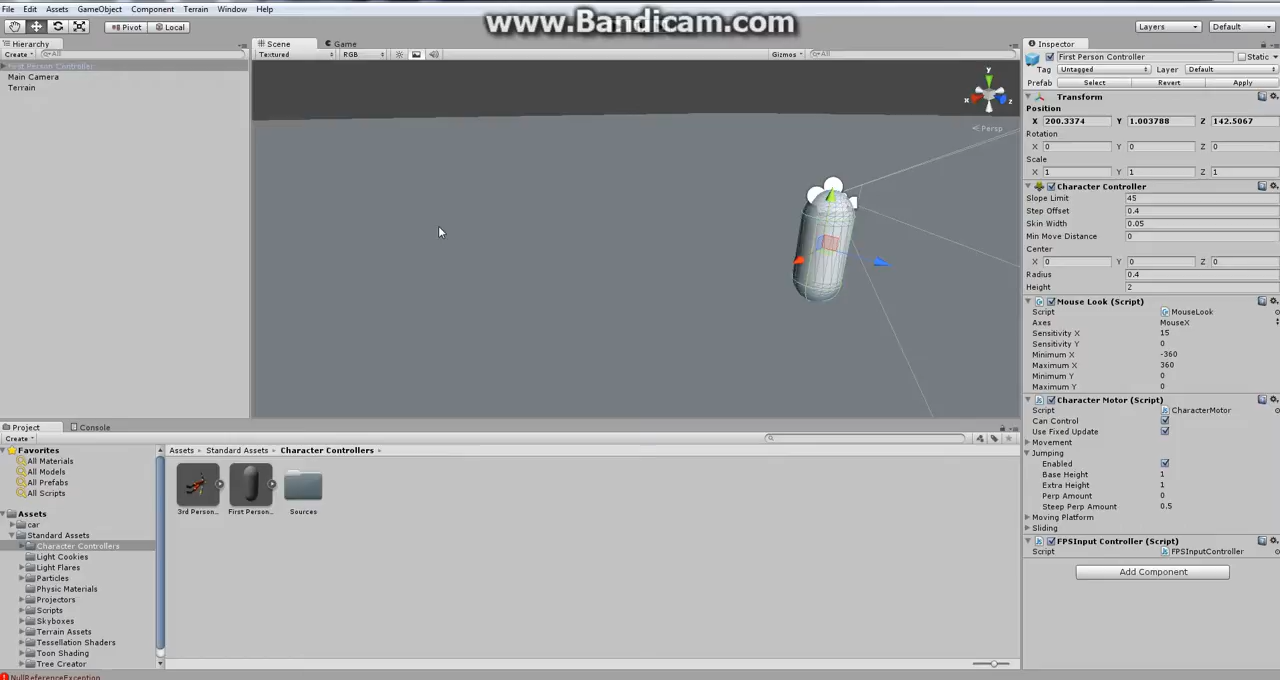 www.Bandicam.com
File Edit Assets GameObject Component Terrain Window Help
Pivot Local Layers Default
Hierarchy
Create All
First Person Controller
Main Camera
Terrain
Scene Game
Textured RGB Gizmos All
y
x z
Persp
Inspector
First Person Controller Static
Tag Untagged Layer Default
Prefab Select Revert Apply
Transform
Position
X 200.3374 Y 1.003788 Z 142.5067
Rotation
X 0 Y 0 Z 0
Scale
X 1 Y 1 Z 1
Character Controller
Slope Limit 45
Step Offset 0.4
Skin Width 0.05
Min Move Distance 0
Center
X 0 Y 0 Z 0
Radius 0.4
Height 2
Mouse Look (Script)
Script MouseLook
Axes MouseX
Sensitivity X 15
Sensitivity Y 0
Minimum X -360
Maximum X 360
Minimum Y 0
Maximum Y 0
Character Motor (Script)
Script CharacterMotor
Can Control
Use Fixed Update
Movement
Jumping
Enabled
Base Height 1
Extra Height 1
Perp Amount 0
Steep Perp Amount 0.5
Moving Platform
Sliding
FPSInput Controller (Script)
Script FPSInputController
Add Component
Project Console
Create
Favorites
All Materials
All Models
All Prefabs
All Scripts
Assets
car
Standard Assets
Character Controllers
Light Cookies
Light Flares
Particles
Physic Materials
Projectors
Scripts
Skyboxes
Terrain Assets
Tessellation Shaders
Toon Shading
Tree Creator
Assets Standard Assets Character Controllers
3rd Person... First Person... Sources
NullReferenceException